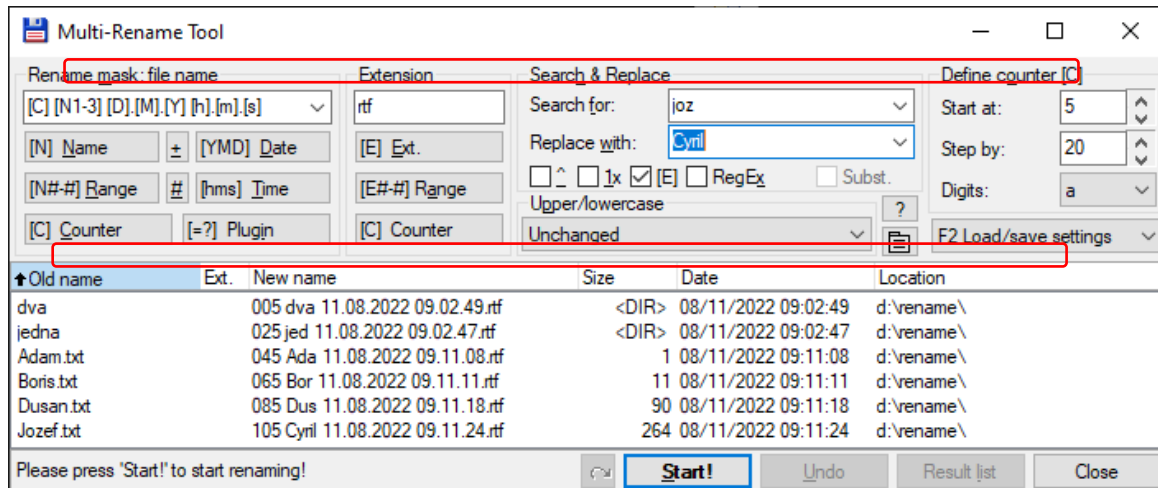 Multi-Rename Tool
Rename mask: file name
Extension
Search & Replace
Define counter [C]
[C] [N1-3] [D].[M].[Y] [h].[m].[s]
rtf
Search for:
joz
Start at:
5
[N] Name
+
[YMD] Date
[E] Ext.
Replace with:
Cyril
Step by:
20
[N#-#] Range
#
[hms] Time
[E#-#] Range
^
1x
[E]
RegEx
Subst.
Digits:
a
Upper/lowercase
?
[C] Counter
[=?] Plugin
[C] Counter
Unchanged
F2 Load/save settings
Old name Ext. New name Size Date Location
dva 005 dva 11.08.2022 09.02.49.rtf <DIR> 08/11/2022 09:02:49 d:\rename\
jedna 025 jed 11.08.2022 09.02.47.rtf <DIR> 08/11/2022 09:02:47 d:\rename\
Adam.txt 045 Ada 11.08.2022 09.11.08.rtf 1 08/11/2022 09:11:08 d:\rename\
Boris.txt 065 Bor 11.08.2022 09.11.11.rtf 11 08/11/2022 09:11:11 d:\rename\
Dusan.txt 085 Dus 11.08.2022 09.11.18.rtf 90 08/11/2022 09:11:18 d:\rename\
Jozef.txt 105 Cyril 11.08.2022 09.11.24.rtf 264 08/11/2022 09:11:24 d:\rename\
Please press 'Start!' to start renaming!
Start!
Undo
Result list
Close